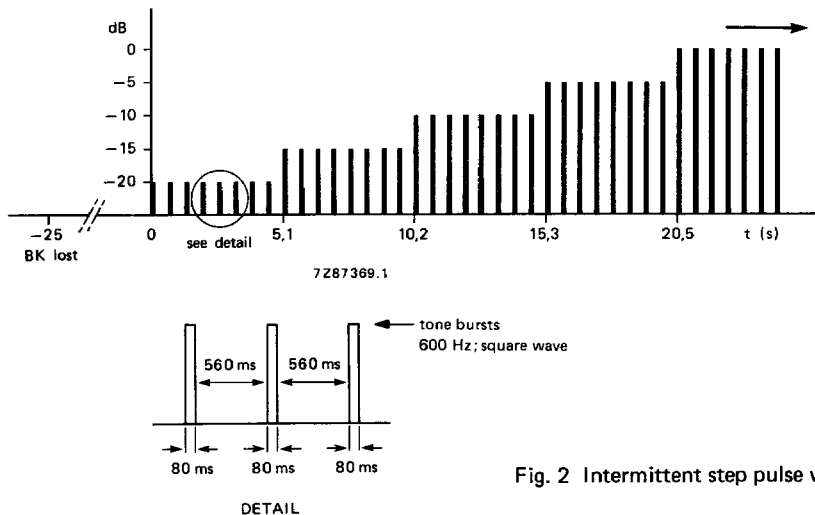 dB
0
−5
−10
−15
−20
−25
BK lost
0
see detail
5,1
10,2
15,3
20,5
t (s)
7Z87369.1
tone bursts
600 Hz; square wave
560 ms
560 ms
80 ms
80 ms
80 ms
DETAIL
Fig. 2 Intermittent step pulse